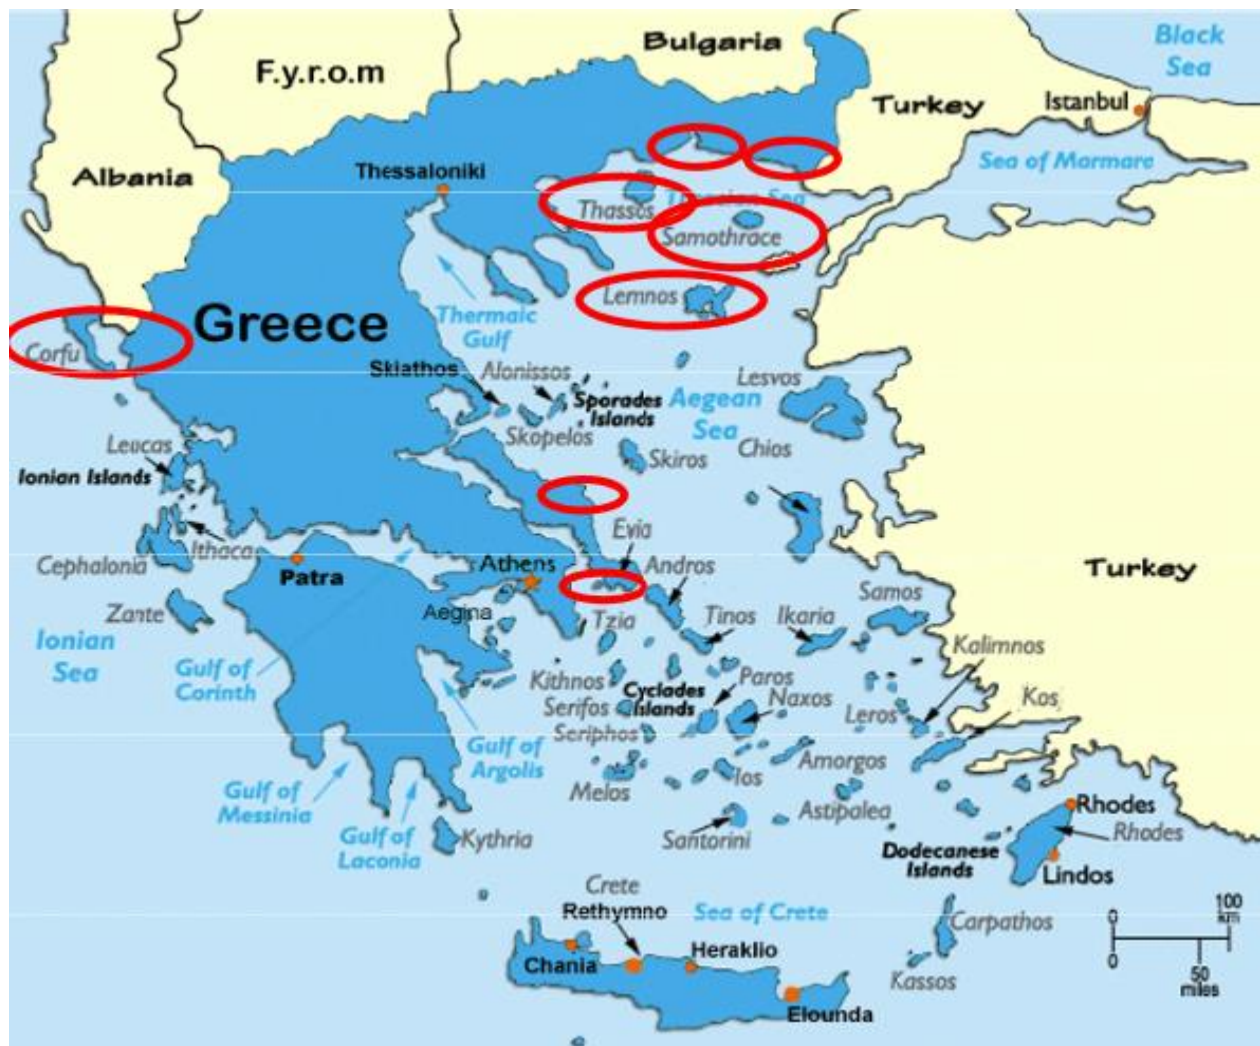 Bulgaria
Black
Sea
F.y.r.o.m
Turkey
Istanbul
Albania
Thessaloniki
Sea of Marmare
Thassos
Samothrace
Lemnos
Thermaic
Gulf
Greece
Corfu
Skiathos
Alonissos
Sporades
Islands
Aegean
Sea
Lesvos
Skopelos
Skiros
Chios
Leucas
Ionian Islands
Ithaca
Cephalonia
Patra
Athens
Evia
Andros
Turkey
Zante
Aegina
Tzia
Tinos
Ikaria
Samos
Ionian
Sea
Gulf of
Corinth
Kalimnos
Kithnos
Cyclades
Islands
Paros
Naxos
Serifos
Seriphos
Leros
Kos
Gulf of
Argolis
Gulf of
Messinia
Melos
Ios
Amorgos
Astipalea
Gulf of
Laconia
Kythria
Santorini
Rhodes
Rhodes
Dodecanese
Islands
Lindos
Crete
Rethymno
Sea of Crete
Carpathos
Chania
Heraklio
Kassos
Elounda
0
100
km
0
50
miles